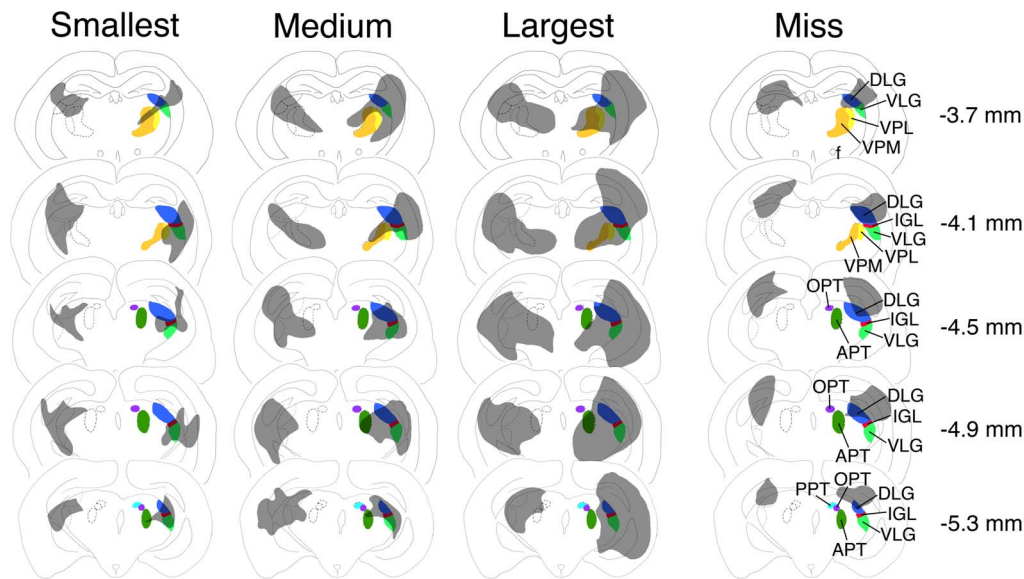 Smallest Medium Largest Miss
DLG
VLG
VPL
VPM
f
-3.7 mm
DLG
IGL
VLG
VPL
VPM
-4.1 mm
OPT
DLG
IGL
VLG
APT
-4.5 mm
OPT
DLG
IGL
VLG
APT
-4.9 mm
OPT
PPT
DLG
IGL
VLG
APT
-5.3 mm